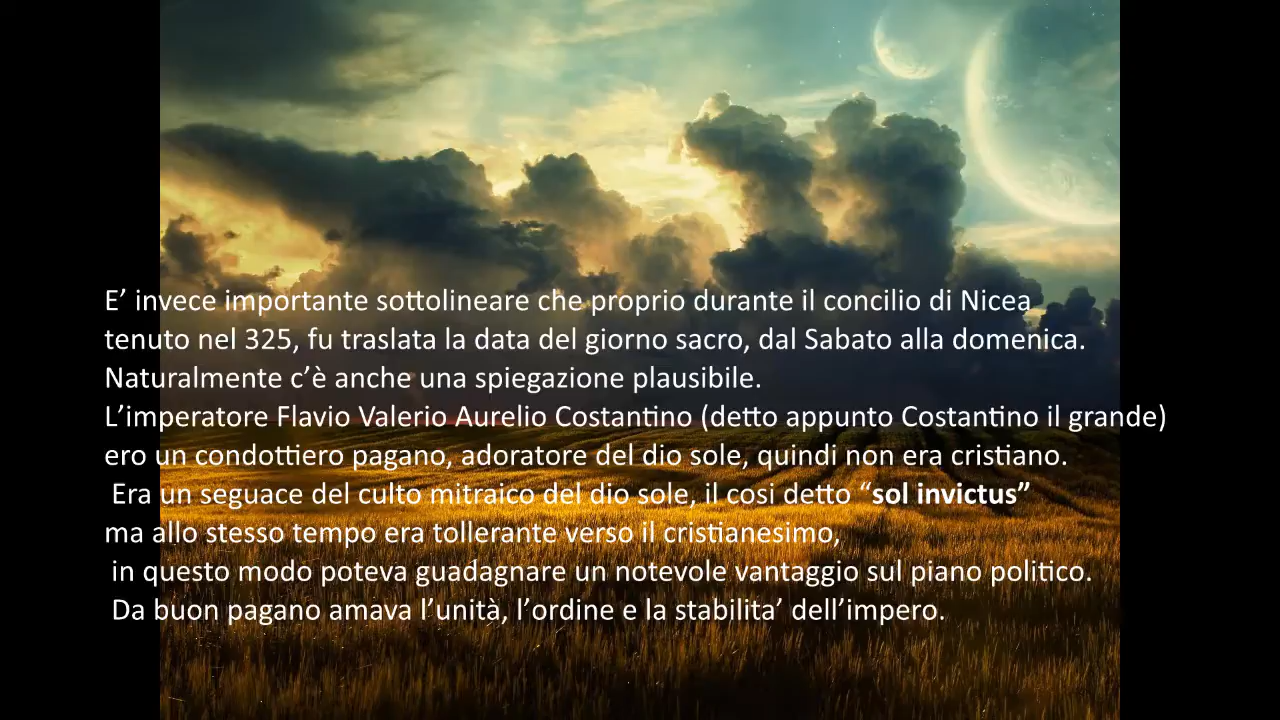 E’ invece importante sottolineare che proprio durante il concilio di Nicea
tenuto nel 325, fu traslata la data del giorno sacro, dal Sabato alla domenica.
Naturalmente c’è anche una spiegazione plausibile.
L’imperatore Flavio Valerio Aurelio Costantino (detto appunto Costantino il grande)
ero un condottiero pagano, adoratore del dio sole, quindi non era cristiano.
Era un seguace del culto mitraico del dio sole, il cosi detto “sol invictus”
ma allo stesso tempo era tollerante verso il cristianesimo,
in questo modo poteva guadagnare un notevole vantaggio sul piano politico.
Da buon pagano amava l’unità, l’ordine e la stabilita’ dell’impero.